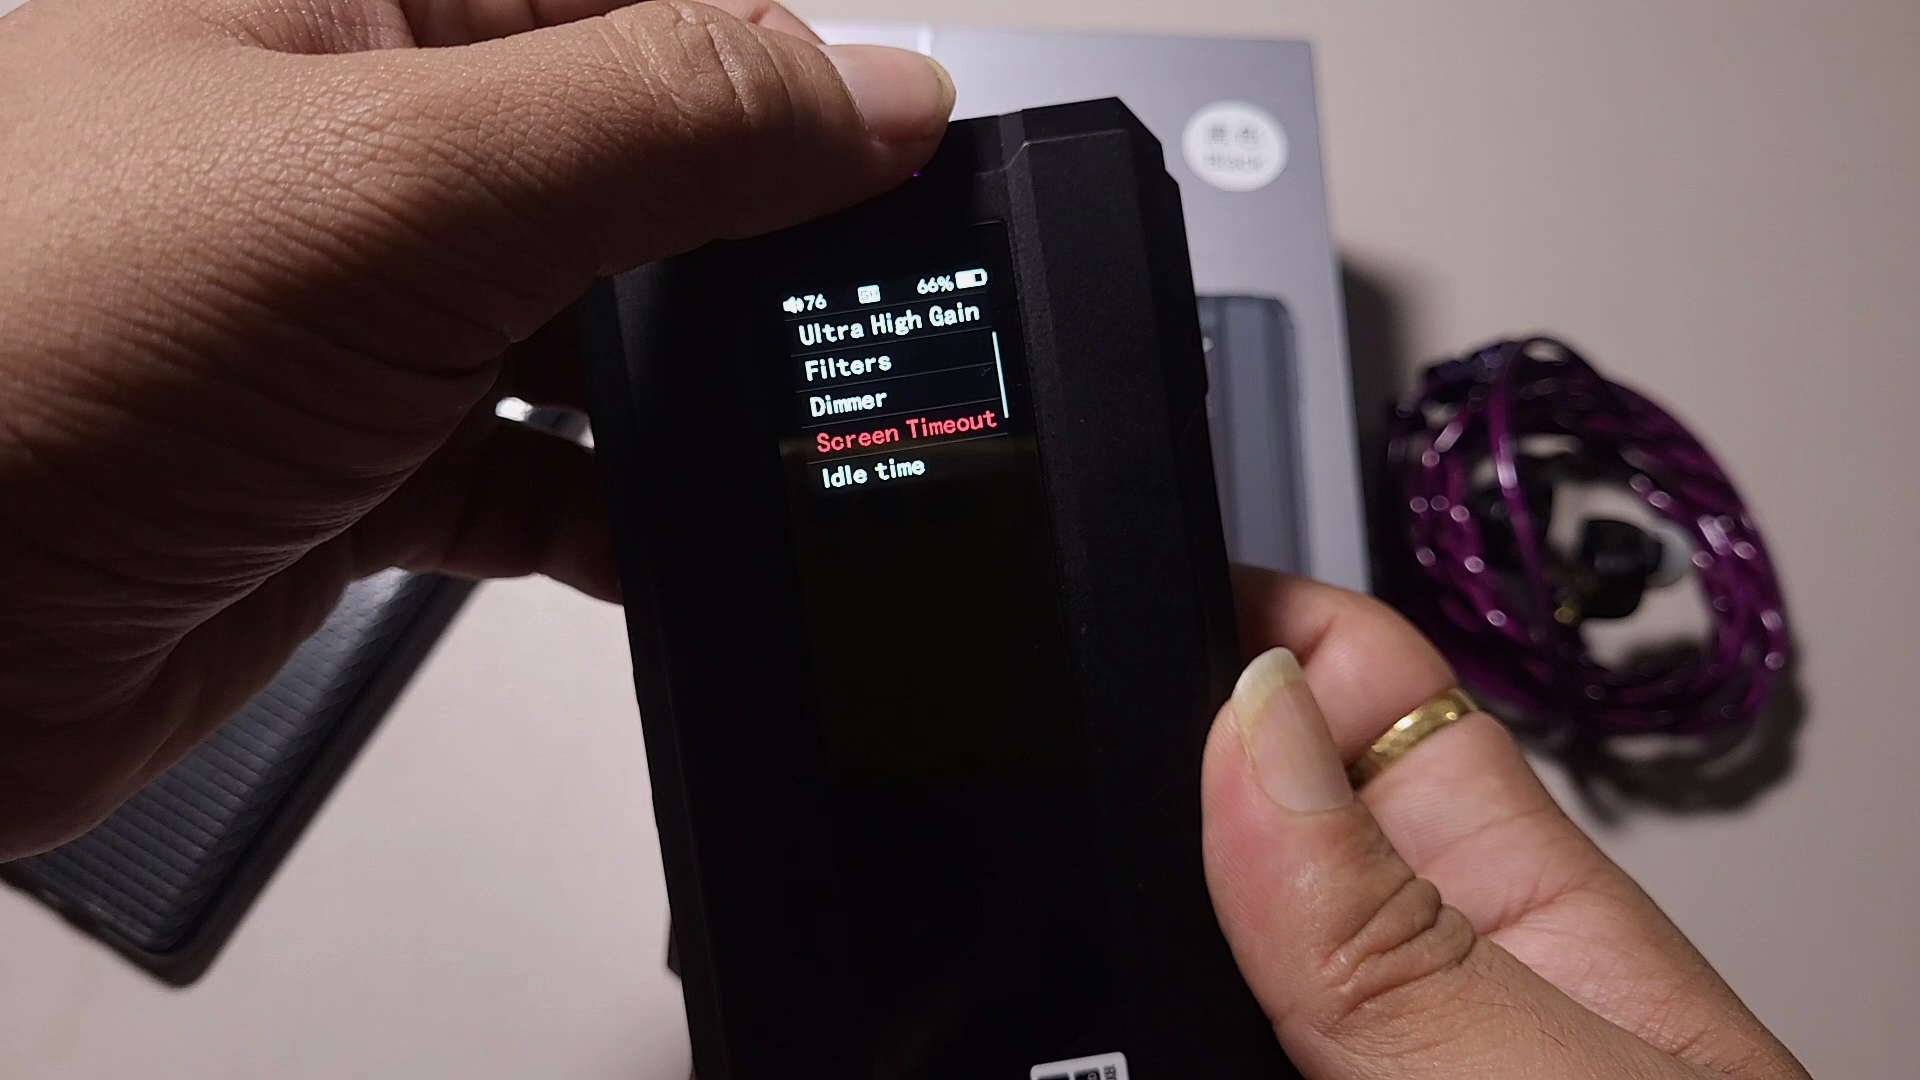 76 66%
Ultra High Gain
Filters
Dimmer
Screen Timeout
Idle time